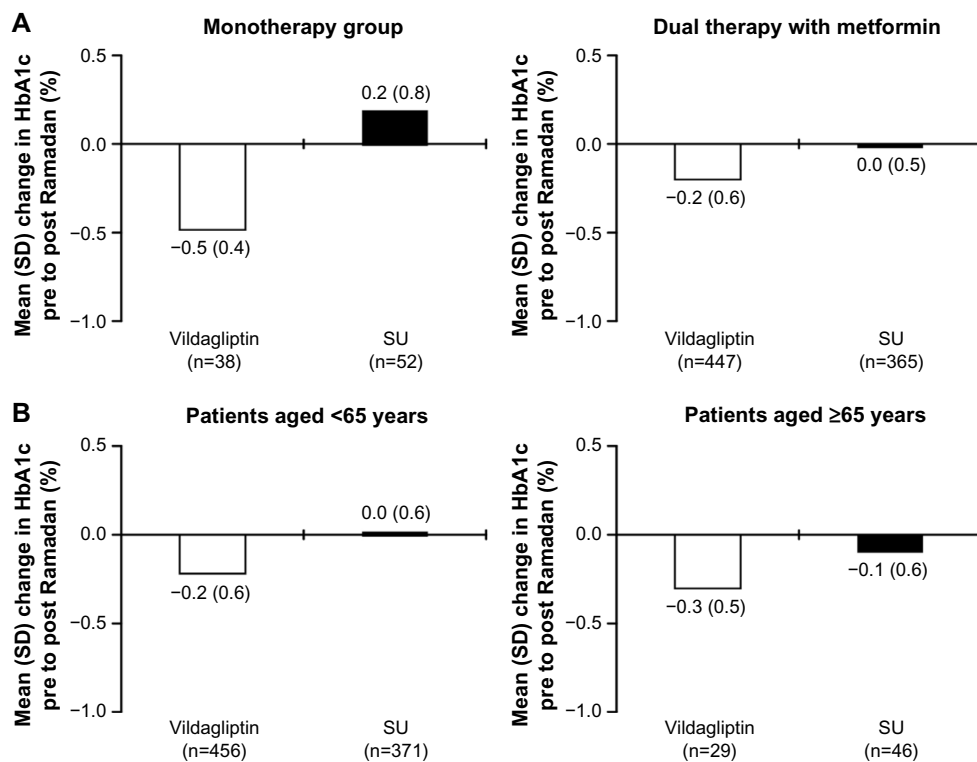 A
Monotherapy group
Mean (SD) change in HbA1c
pre to post Ramadan (%)
0.5
0.0
−0.5
−1.0
0.2 (0.8)
−0.5 (0.4)
Vildagliptin
(n=38)
SU
(n=52)
Dual therapy with metformin
Mean (SD) change in HbA1c
pre to post Ramadan (%)
0.5
0.0
−0.5
−1.0
−0.2 (0.6)
0.0 (0.5)
Vildagliptin
(n=447)
SU
(n=365)
B
Patients aged <65 years
Mean (SD) change in HbA1c
pre to post Ramadan (%)
0.5
0.0
−0.5
−1.0
0.0 (0.6)
−0.2 (0.6)
Vildagliptin
(n=456)
SU
(n=371)
Patients aged ≥65 years
Mean (SD) change in HbA1c
pre to post Ramadan (%)
0.5
0.0
−0.5
−1.0
−0.3 (0.5)
−0.1 (0.6)
Vildagliptin
(n=29)
SU
(n=46)